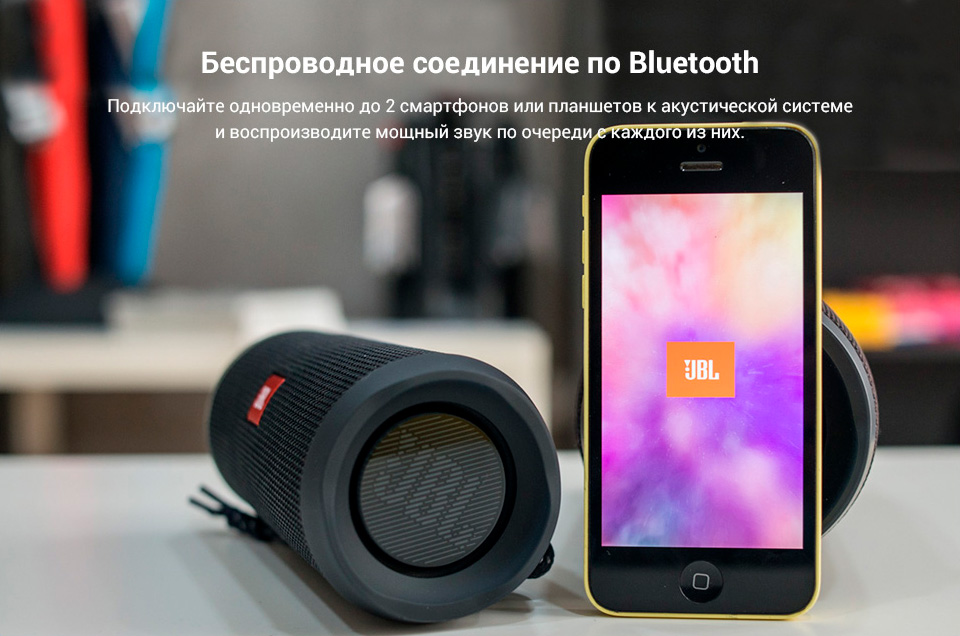 Беспроводное соединение по Bluetooth
Подключайте одновременно до 2 смартфонов или планшетов к акустической системе
и воспроизводите мощный звук по очереди с каждого из них.
JBL